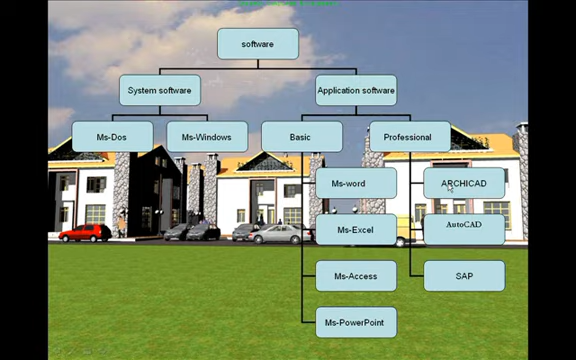 software
System software
Application software
Ms-Dos
Ms-Windows
Basic
Professional
Ms-word
ARCHICAD
Ms-Excel
AutoCAD
Ms-Access
SAP
Ms-PowerPoint